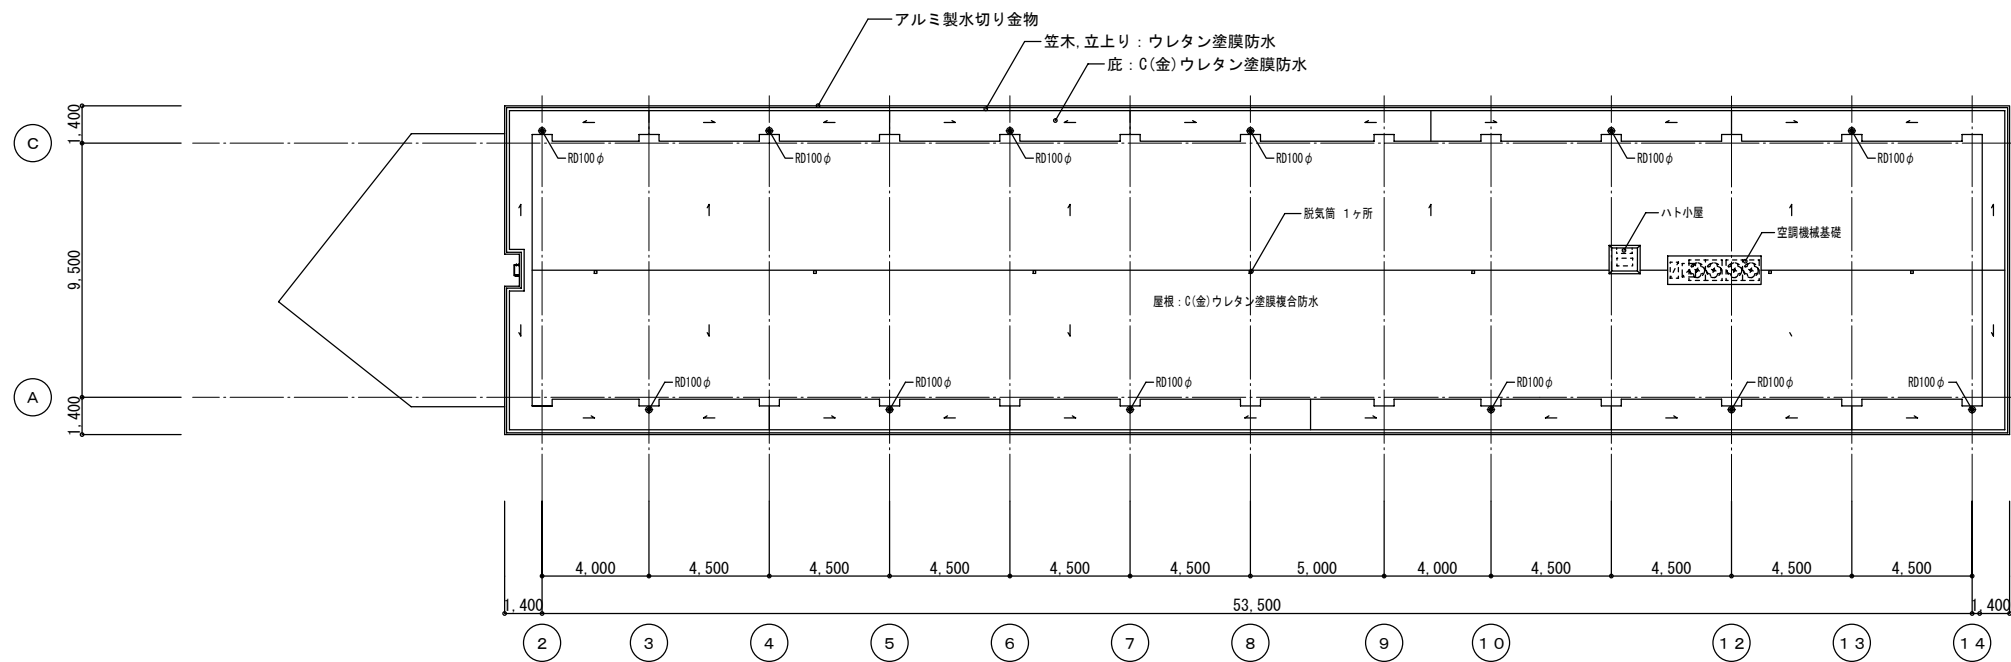 アルミ製水切り金物
笠木,立上り：ウレタン塗膜防水
庇：C(金)ウレタン塗膜防水
1,400
C
RD100φ
RD100φ
RD100φ
RD100φ
RD100φ
RD100φ
脱気筒 1ヶ所
ハト小屋
空調機械基礎
9,500
屋根：C(金)ウレタン塗膜複合防水
A
1,400
RD100φ
RD100φ
RD100φ
RD100φ
RD100φ
RD100φ
4,000
4,500
4,500
4,500
4,500
4,500
5,000
4,000
4,500
4,500
4,500
4,500
1,400
53,500
1,400
2
3
4
5
6
7
8
9
10
12
13
14